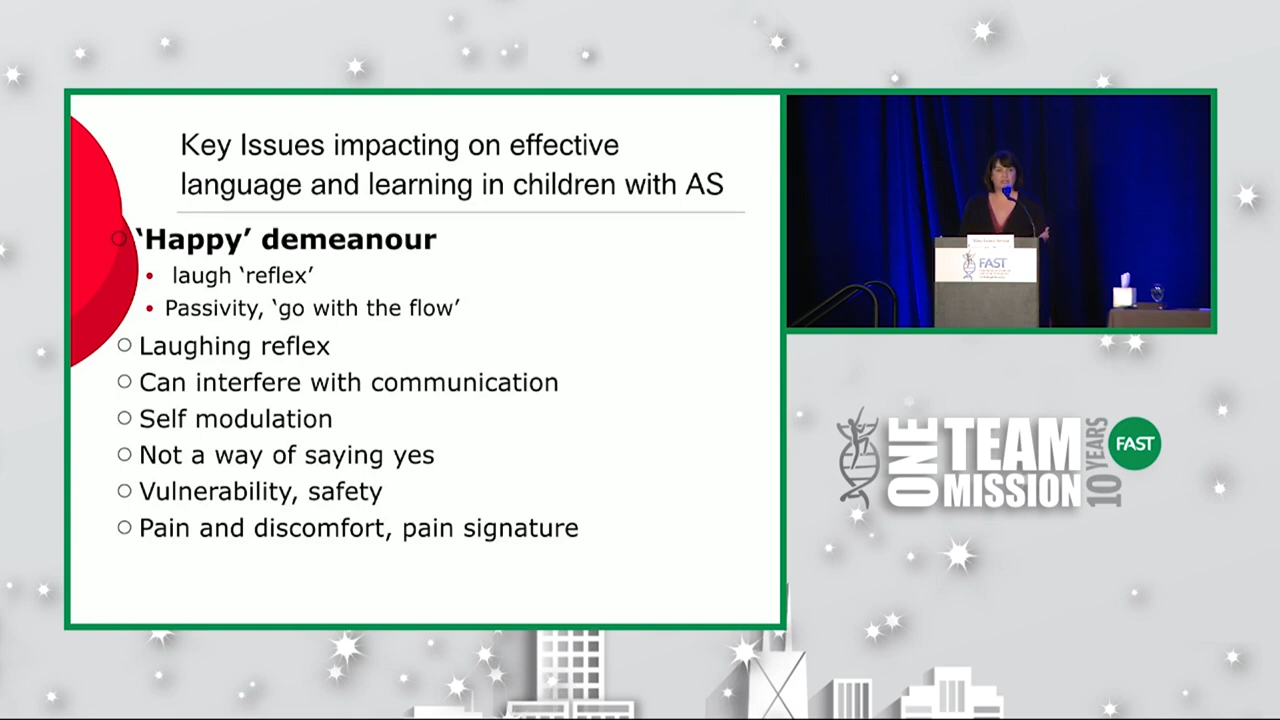 Key Issues impacting on effective
language and learning in children with AS
‘Happy’ demeanour
laugh ‘reflex’
Passivity, ‘go with the flow’
Laughing reflex
Can interfere with communication
Self modulation
Not a way of saying yes
Vulnerability, safety
Pain and discomfort, pain signature
FAST
ONE
TEAM
MISSION
10 YEARS
FAST